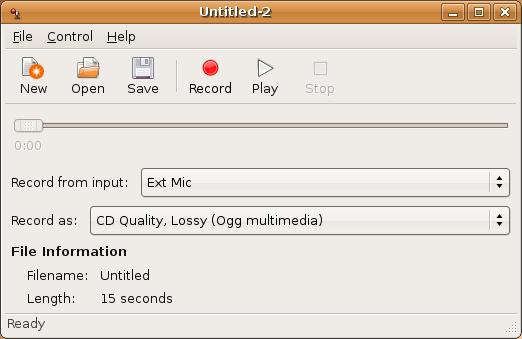 Untitled-2
File Control Help
New Open Save Record Play Stop
0:00
Record from input: Ext Mic
Record as: CD Quality, Lossy (Ogg multimedia)
File Information
Filename: Untitled
Length: 15 seconds
Ready